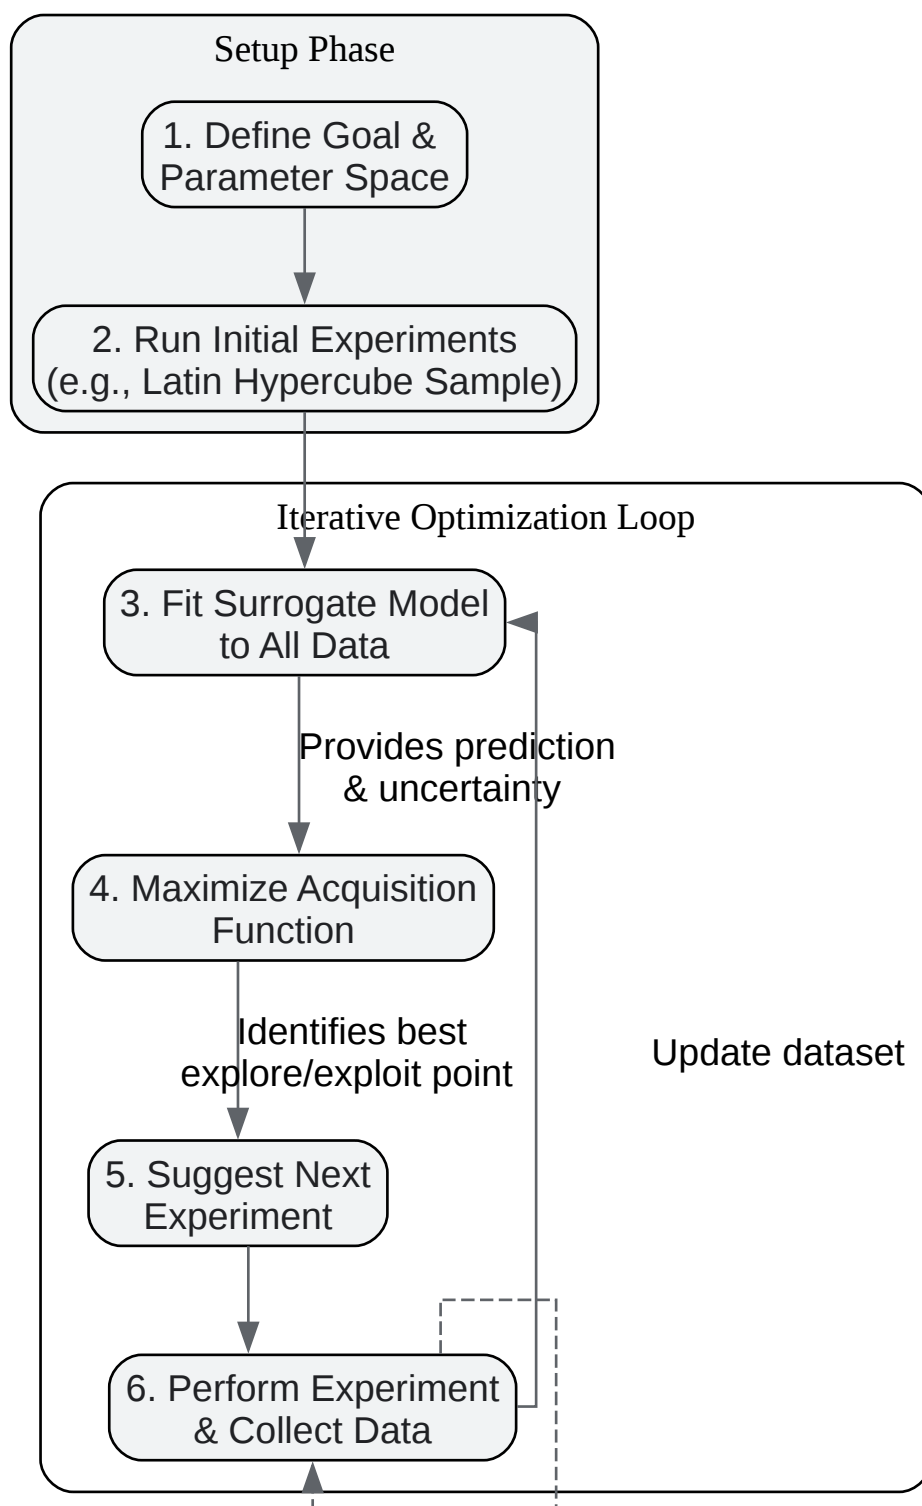 Setup Phase
1. Define Goal &
Parameter Space
2. Run Initial Experiments
(e.g., Latin Hypercube Sample)
Iterative Optimization Loop
3. Fit Surrogate Model
to All Data
Provides prediction
& uncertainty
4. Maximize Acquisition
Function
Identifies best
explore/exploit point
Update dataset
5. Suggest Next
Experiment
6. Perform Experiment
& Collect Data